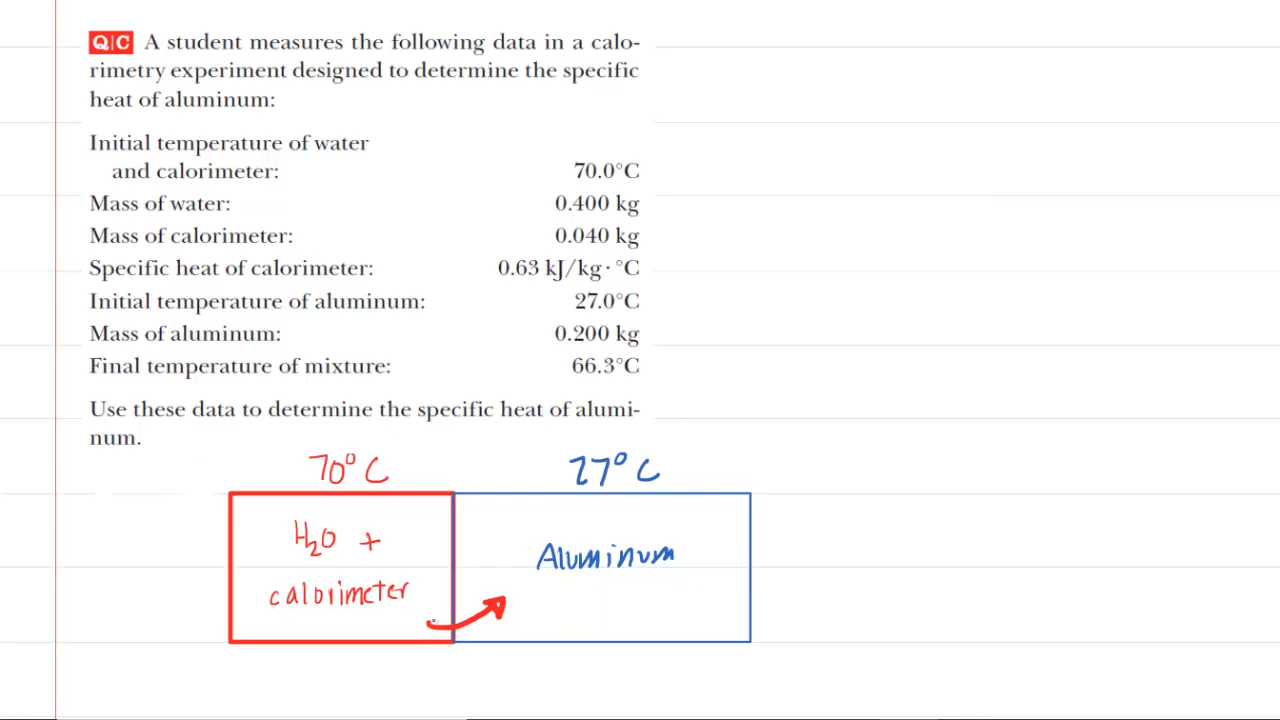 Q|C A student measures the following data in a calo-
rimetry experiment designed to determine the specific
heat of aluminum:
Initial temperature of water
and calorimeter: 70.0°C
Mass of water: 0.400 kg
Mass of calorimeter: 0.040 kg
Specific heat of calorimeter: 0.63 kJ/kg · °C
Initial temperature of aluminum: 27.0°C
Mass of aluminum: 0.200 kg
Final temperature of mixture: 66.3°C
Use these data to determine the specific heat of alumi-
num.
70° C 27° C
H₂O +
calorimeter
Aluminum